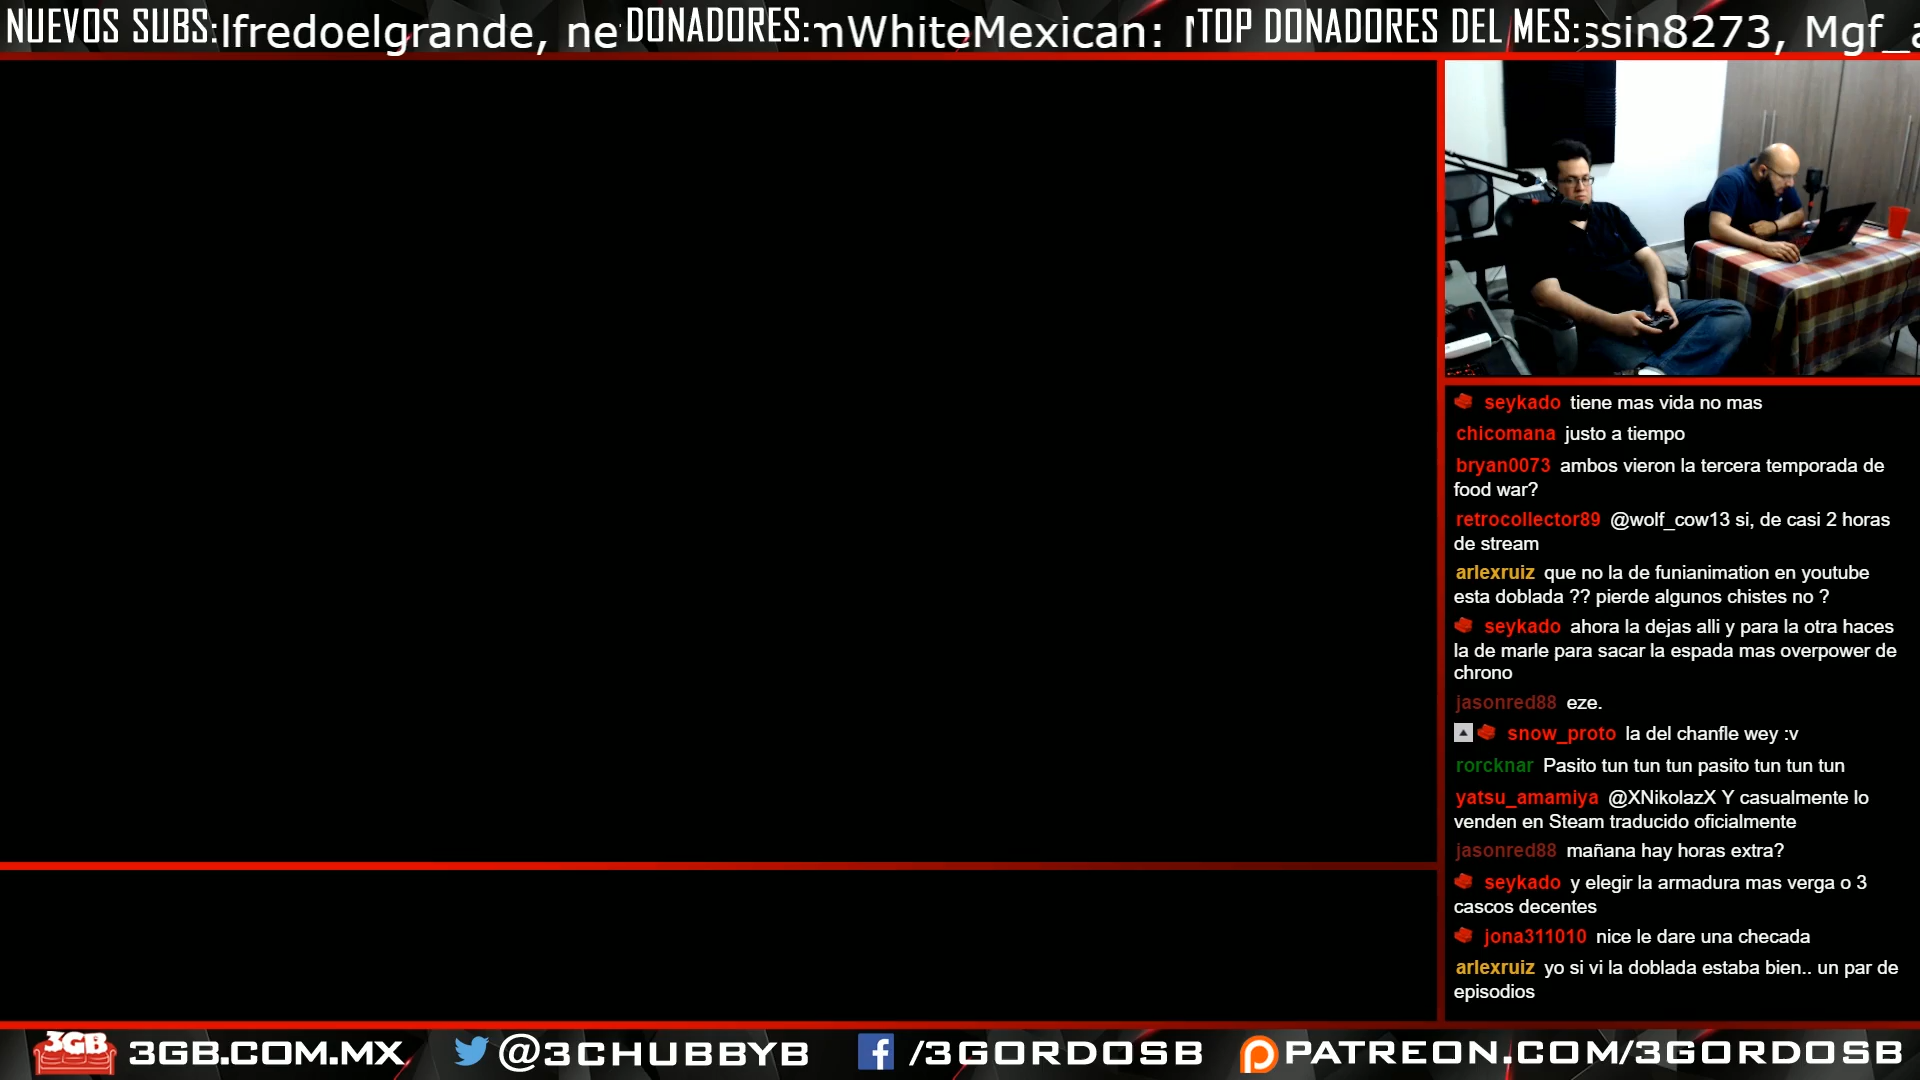 NUEVOS SUBS: lfredoelgrande, ne DONADORES: mWhiteMexican: TOP DONADORES DEL MES: ssin8273, Mgf_a
seykado tiene mas vida no mas
chicomana justo a tiempo
bryan0073 ambos vieron la tercera temporada de
food war?
retrocollector89 @wolf_cow13 si, de casi 2 horas
de stream
arlexruiz que no la de funianimation en youtube
esta doblada ?? pierde algunos chistes no ?
seykado ahora la dejas alli y para la otra haces
la de marle para sacar la espada mas overpower de
chrono
jasonred88 eze.
snow_proto la del chanfle wey :v
rorcknar Pasito tun tun tun pasito tun tun tun
yatsu_amamiya @XNikolazX Y casualmente lo
venden en Steam traducido oficialmente
jasonred88 mañana hay horas extra?
seykado y elegir la armadura mas verga o 3
cascos decentes
jona311010 nice le dare una checada
arlexruiz yo si vi la doblada estaba bien.. un par de
episodios
3GB 3GB.COM.MX @3CHUBBYB /3GORDOSB PATREON.COM/3GORDOSB